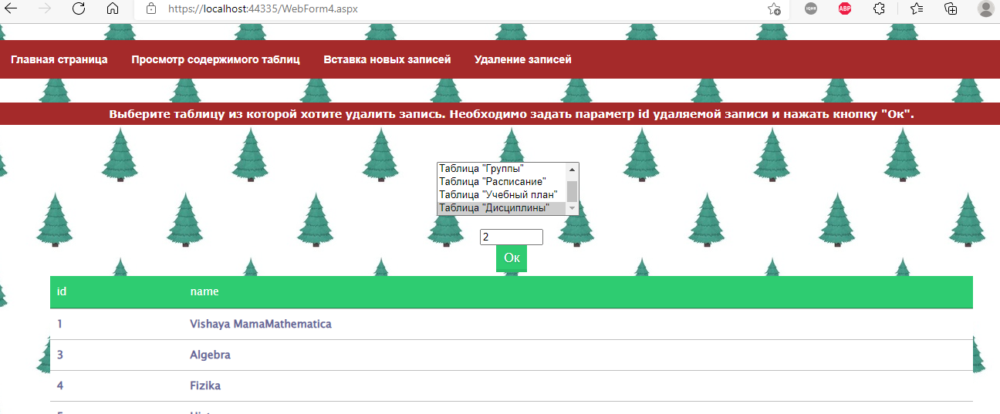 https://localhost:44335/WebForm4.aspx
ABP
Главная страница Просмотр содержимого таблиц Вставка новых записей Удаление записей
Выберите таблицу из которой хотите удалить запись. Необходимо задать параметр id удаляемой записи и нажать кнопку "Ок".
Таблица "Группы"
Таблица "Расписание"
Таблица "Учебный план"
Таблица "Дисциплины"
2
Ок
id name
1 Vishaya MamaMathematica
3 Algebra
4 Fizika